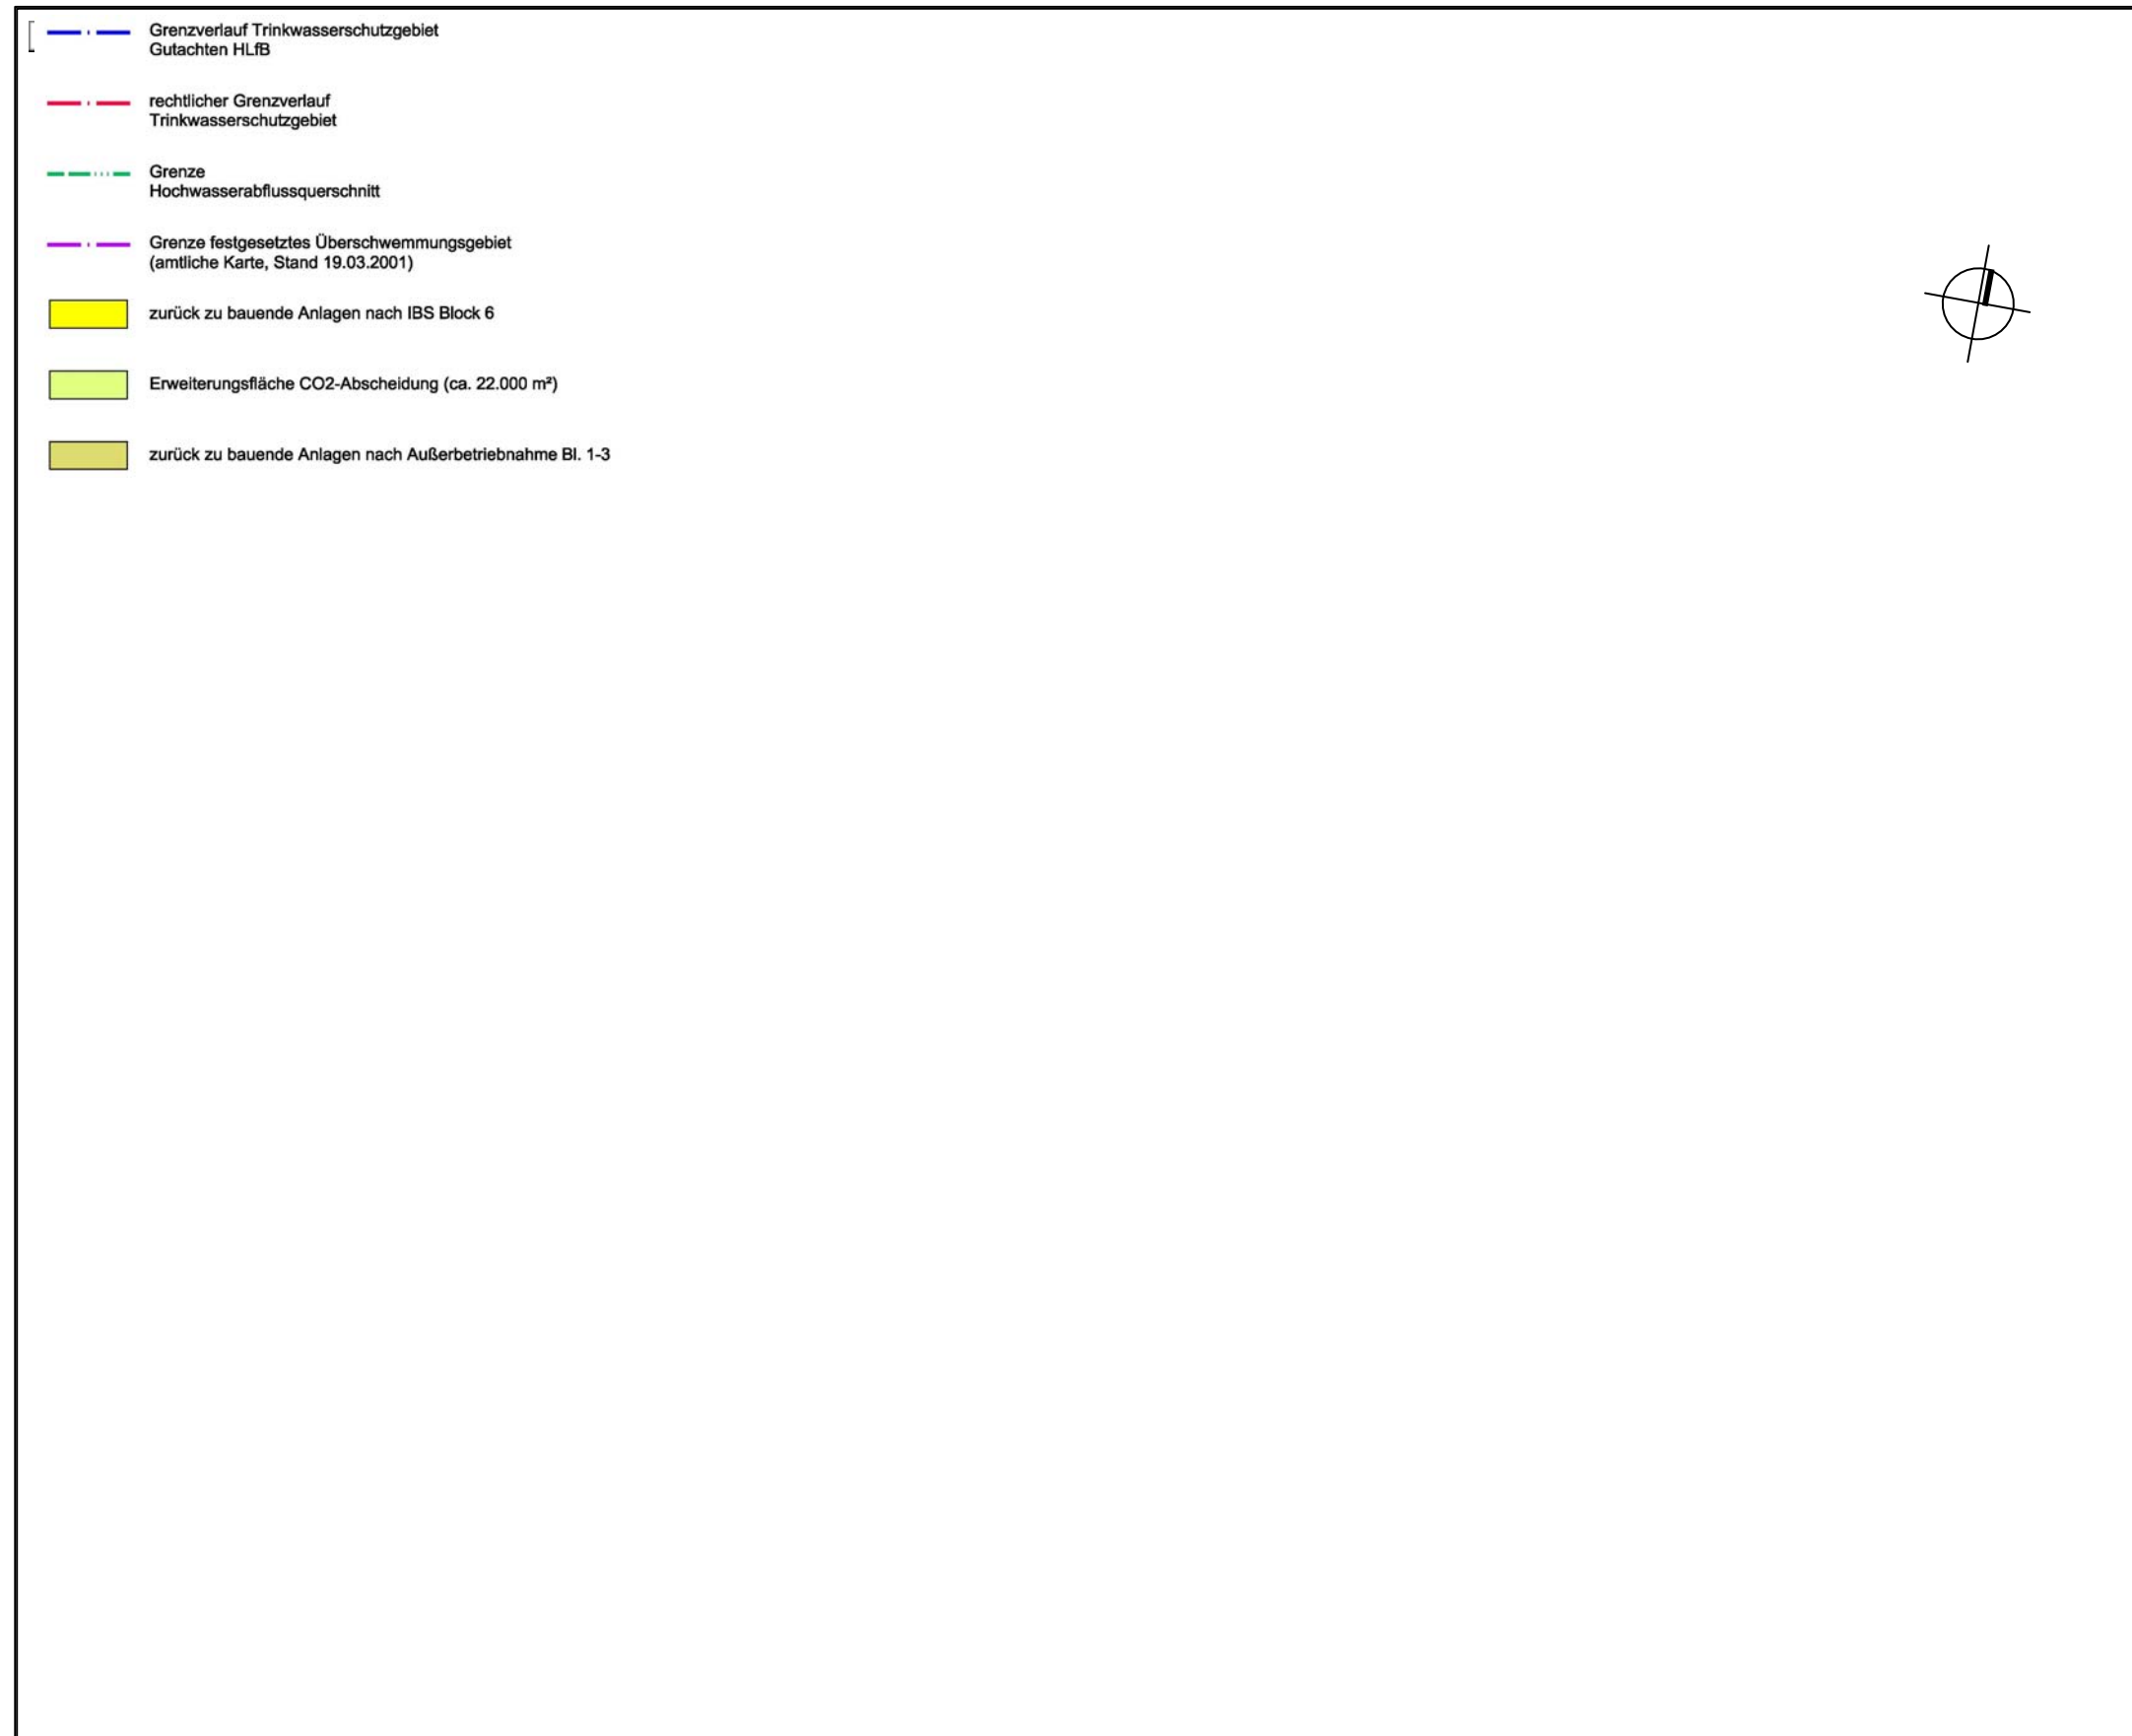 Grenzverlauf Trinkwasserschutzgebiet
Gutachten HLfB
rechtlicher Grenzverlauf
Trinkwasserschutzgebiet
Grenze
Hochwasserabflussquerschnitt
Grenze festgesetztes Überschwemmungsgebiet
(amtliche Karte, Stand 19.03.2001)
zurück zu bauende Anlagen nach IBS Block 6
Erweiterungsfläche CO2-Abscheidung (ca. 22.000 m²)
zurück zu bauende Anlagen nach Außerbetriebnahme Bl. 1-3